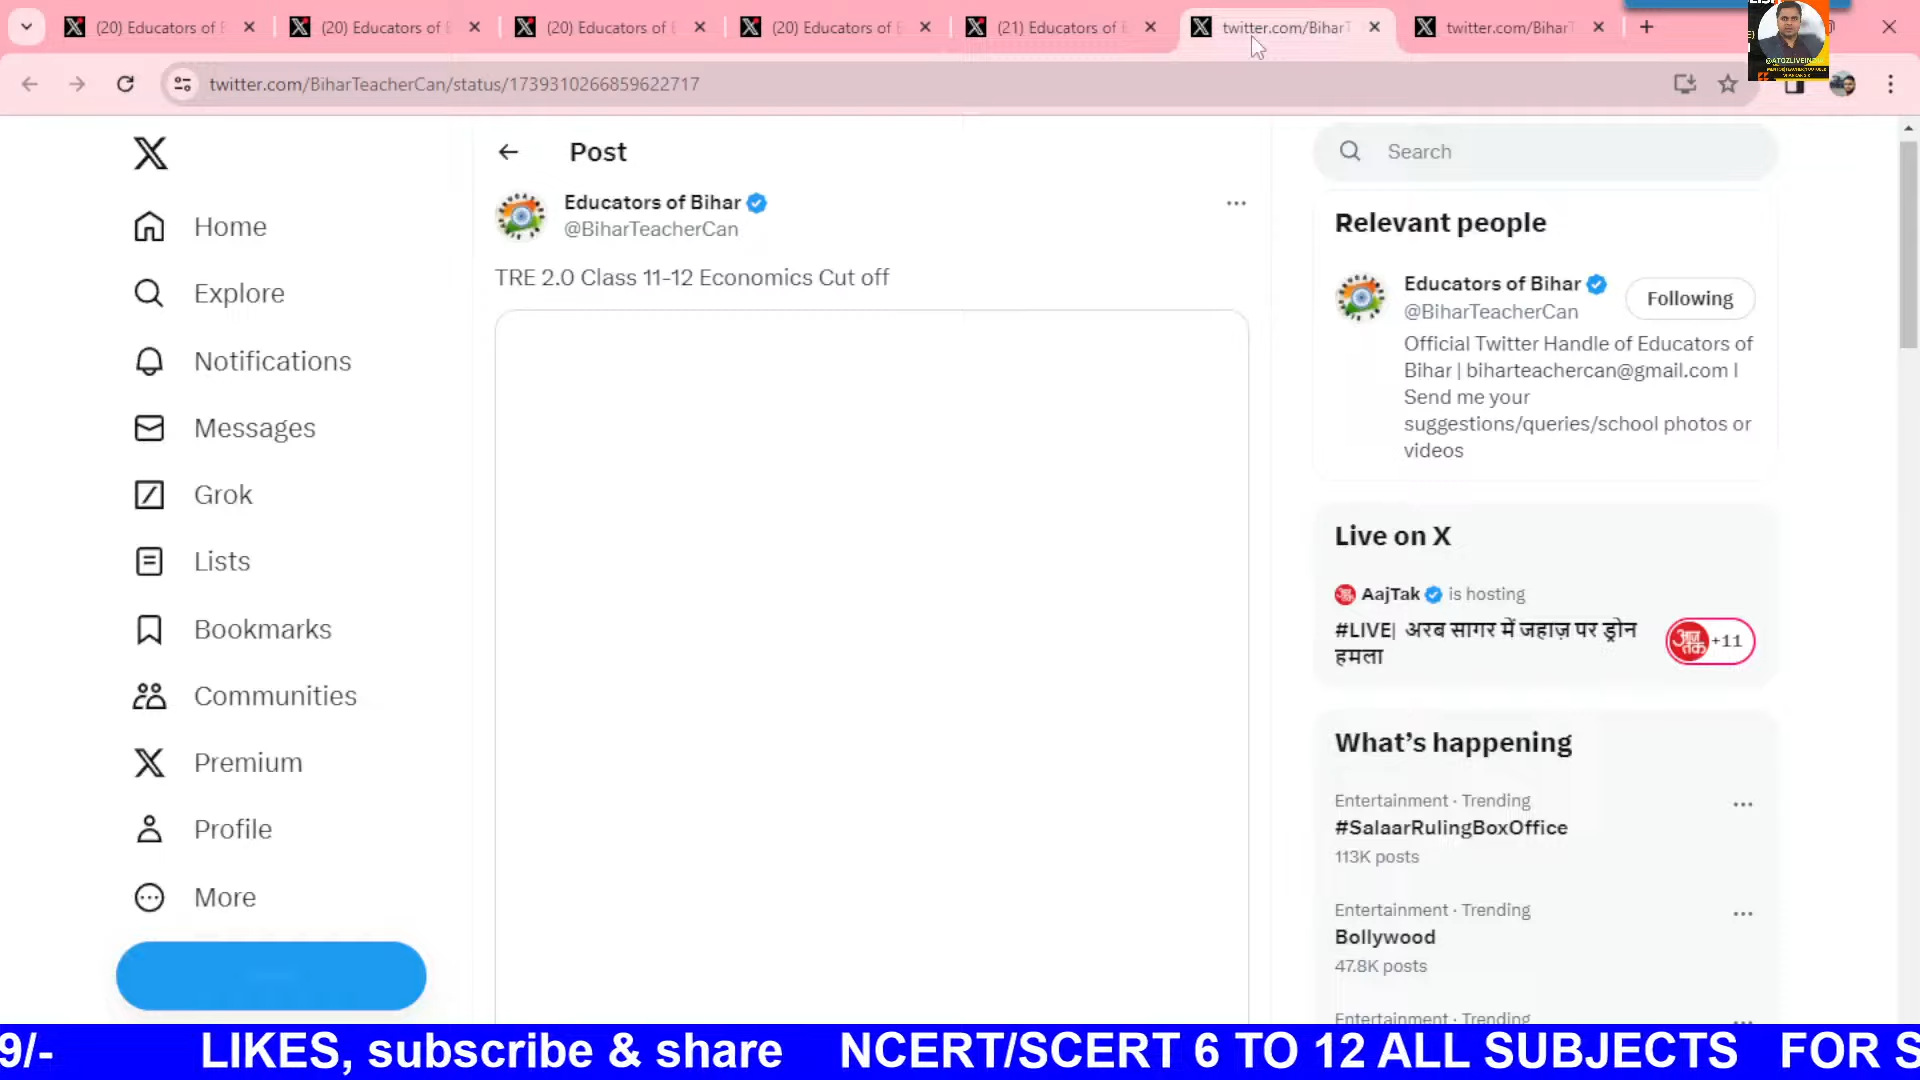 (20) Educators of B
(20) Educators of B
(20) Educators of B
(20) Educators of B
(21) Educators of B
twitter.com/BiharT
twitter.com/BiharT
@ATOZLIVEINDIA
twitter.com/BiharTeacherCan/status/1739310266859622717
Post
Search
Educators of Bihar
@BiharTeacherCan
TRE 2.0 Class 11-12 Economics Cut off
Home
Explore
Notifications
Messages
Grok
Lists
Bookmarks
Communities
Premium
Profile
More
Relevant people
Educators of Bihar
@BiharTeacherCan
Following
Official Twitter Handle of Educators of
Bihar | biharteachercan@gmail.com I
Send me your
suggestions/queries/school photos or
videos
Live on X
AajTak is hosting
#LIVE| अरब सागर में जहाज़ पर ड्रोन
हमला
आज तक
+11
What’s happening
Entertainment · Trending
#SalaarRulingBoxOffice
113K posts
Entertainment · Trending
Bollywood
47.8K posts
Entertainment · Trending
9/- LIKES, subscribe & share NCERT/SCERT 6 TO 12 ALL SUBJECTS FOR S